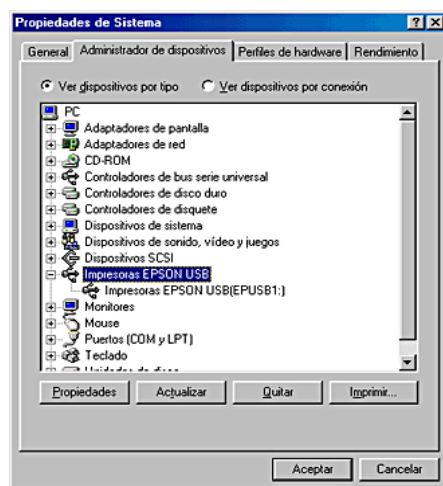 Propiedades de Sistema
General Administrador de dispositivos Perfiles de hardware Rendimiento
Ver dispositivos por tipo Ver dispositivos por conexión
PC
Adaptadores de pantalla
Adaptadores de red
CD-ROM
Controladores de bus serie universal
Controladores de disco duro
Controladores de disquete
Dispositivos de sistema
Dispositivos de sonido, vídeo y juegos
Dispositivos SCSI
Impresoras EPSON USB
Impresoras EPSON USB(EPUSB1:)
Monitores
Mouse
Puertos (COM y LPT)
Teclado
Unidades de disco
Propiedades Actualizar Quitar Imprimir...
Aceptar Cancelar